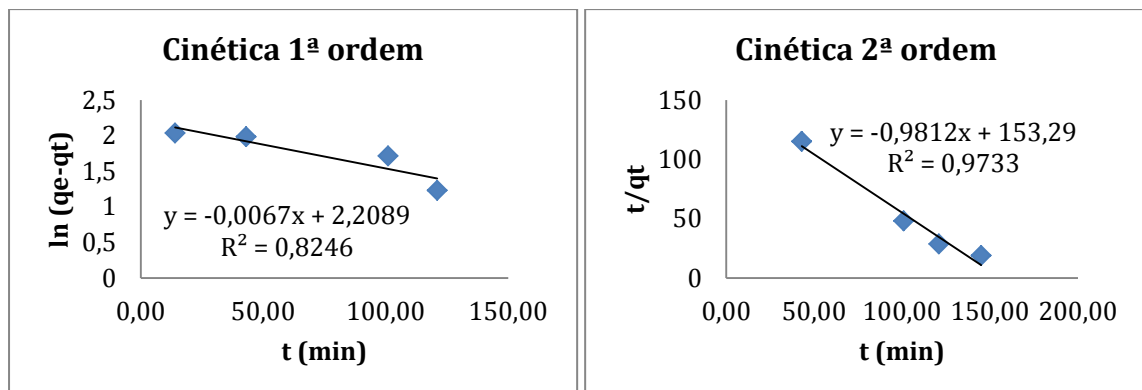 Cinética 1ª ordem
2,5
2
1,5
1
0,5
0
ln (qe-qt)
y = -0,0067x + 2,2089
R² = 0,8246
0,00 50,00 100,00 150,00
t (min)
Cinética 2ª ordem
150
100
50
0
t/qt
y = -0,9812x + 153,29
R² = 0,9733
0,00 50,00 100,00 150,00 200,00
t (min)